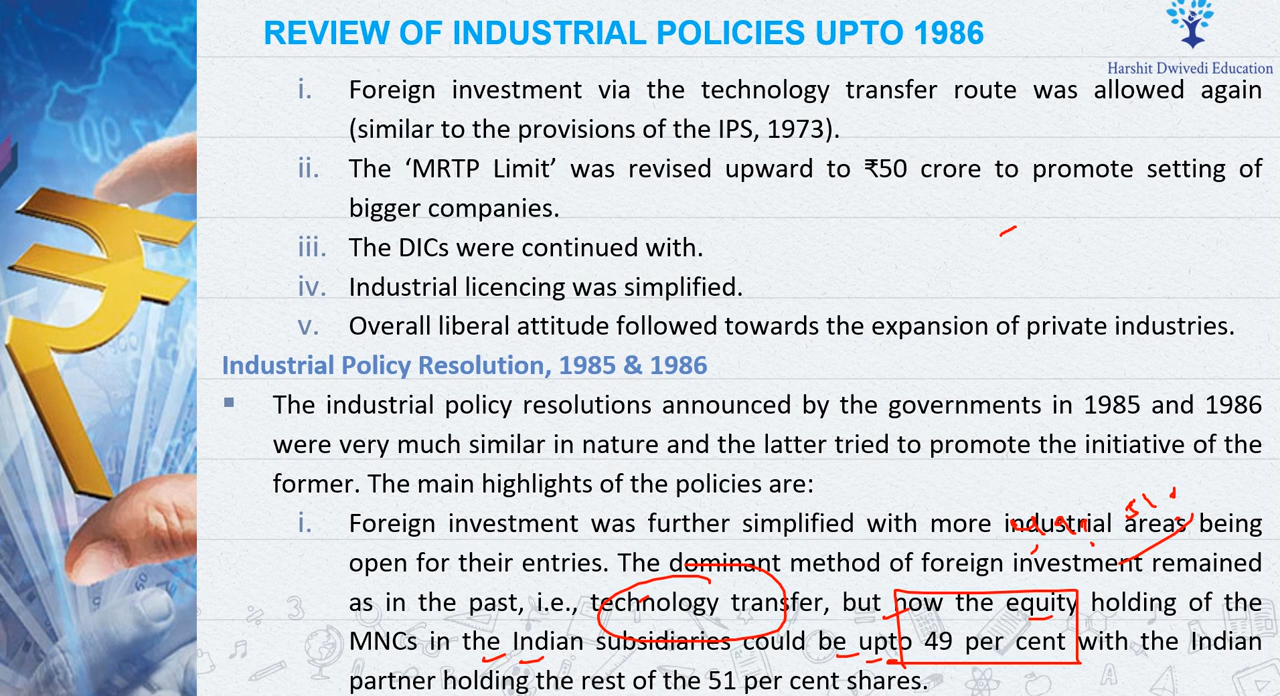 REVIEW OF INDUSTRIAL POLICIES UPTO 1986
Harshit Dwivedi Education
i. Foreign investment via the technology transfer route was allowed again
(similar to the provisions of the IPS, 1973).
ii. The ‘MRTP Limit’ was revised upward to ₹50 crore to promote setting of
bigger companies.
iii. The DICs were continued with.
iv. Industrial licencing was simplified.
v. Overall liberal attitude followed towards the expansion of private industries.
Industrial Policy Resolution, 1985 & 1986
▪ The industrial policy resolutions announced by the governments in 1985 and 1986
were very much similar in nature and the latter tried to promote the initiative of the
former. The main highlights of the policies are:
51
i. Foreign investment was further simplified with more industrial areas being
open for their entries. The dominant method of foreign investment remained
as in the past, i.e., technology transfer, but now the equity holding of the
MNCs in the Indian subsidiaries could be upto 49 per cent with the Indian
partner holding the rest of the 51 per cent shares.